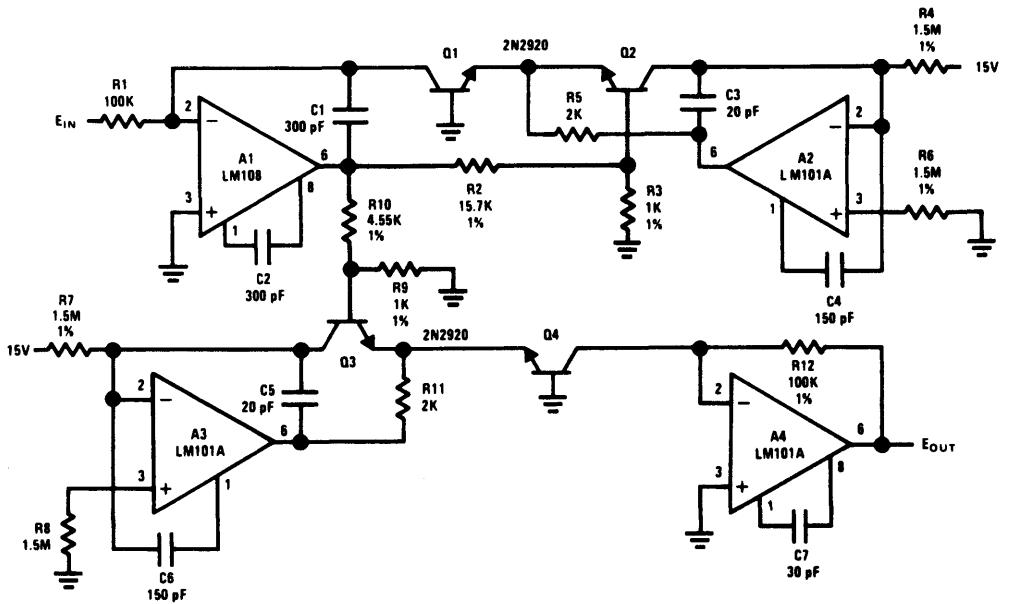 R4
1.5M
1%
15V
Q1
2N2920
Q2
R1
100K
E_IN
2
−
A1
LM108
6
8
3
+
1
C1
300 pF
C2
300 pF
R5
2K
C3
20 pF
6
2
−
A2
LM101A
3
+
1
R6
1.5M
1%
R2
15.7K
1%
R3
1K
1%
C4
150 pF
R10
4.55K
1%
R9
1K
1%
R7
1.5M
1%
15V
Q3
2N2920
Q4
2
−
A3
LM101A
6
3
+
1
C5
20 pF
R11
2K
R8
1.5M
C6
150 pF
R12
100K
1%
2
−
A4
LM101A
6
8
3
+
1
E_OUT
C7
30 pF